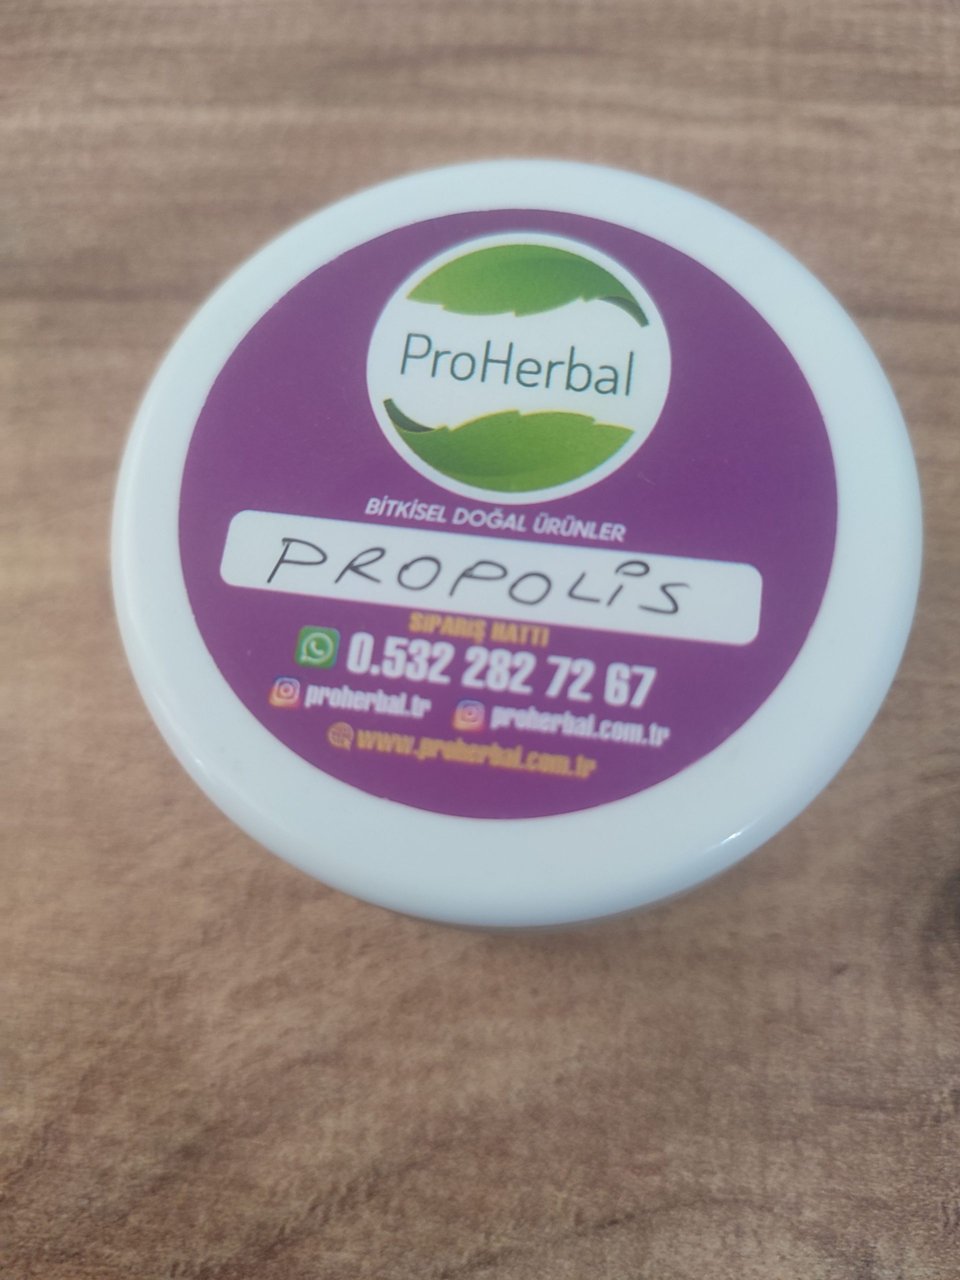 ProHerbal
BİTKİSEL DOĞAL ÜRÜNLER
PROPOLİS
SİPARİŞ HATTI
0.532 282 72 67
proherbal.tr proherbal.com.tr
www.proherbal.com.tr